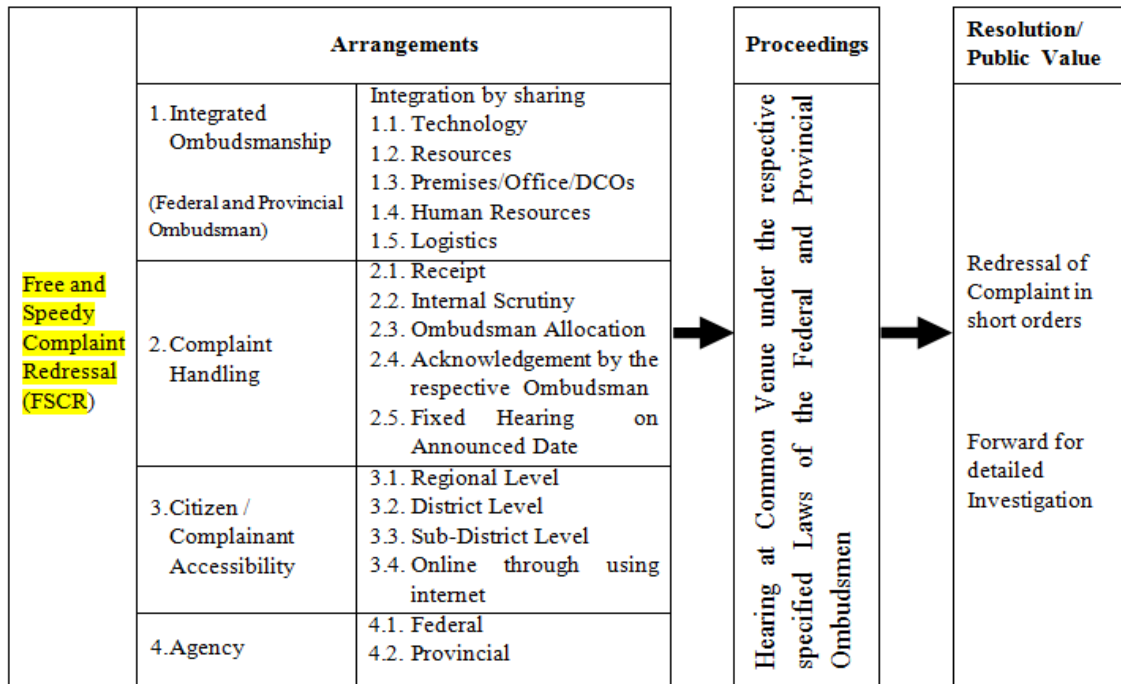 Free and
Speedy
Complaint
Redressal
(FSCR)
Arrangements
1. Integrated
Ombudsmanship
(Federal and Provincial
Ombudsman)
Integration by sharing
1.1. Technology
1.2. Resources
1.3. Premises/Office/DCOs
1.4. Human Resources
1.5. Logistics
2. Complaint
Handling
2.1. Receipt
2.2. Internal Scrutiny
2.3. Ombudsman Allocation
2.4. Acknowledgement by the
respective Ombudsman
2.5. Fixed Hearing on
Announced Date
3. Citizen /
Complainant
Accessibility
3.1. Regional Level
3.2. District Level
3.3. Sub-District Level
3.4. Online through using
internet
4. Agency
4.1. Federal
4.2. Provincial
Proceedings
Hearing at Common Venue under the respective
specified Laws of the Federal and Provincial
Ombudsmen
Resolution/
Public Value
Redressal of
Complaint in
short orders
Forward for
detailed
Investigation